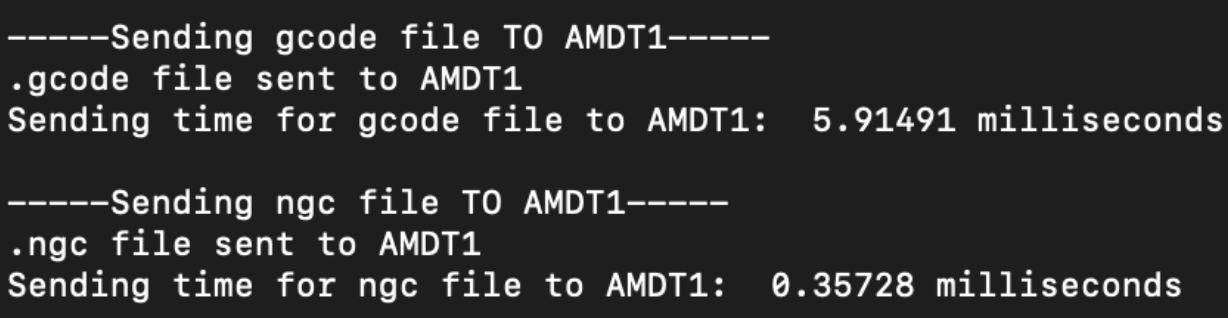 -----Sending gcode file TO AMDT1-----
.gcode file sent to AMDT1
Sending time for gcode file to AMDT1:  5.91491 milliseconds
-----Sending ngc file TO AMDT1-----
.ngc file sent to AMDT1
Sending time for ngc file to AMDT1:  0.35728 milliseconds